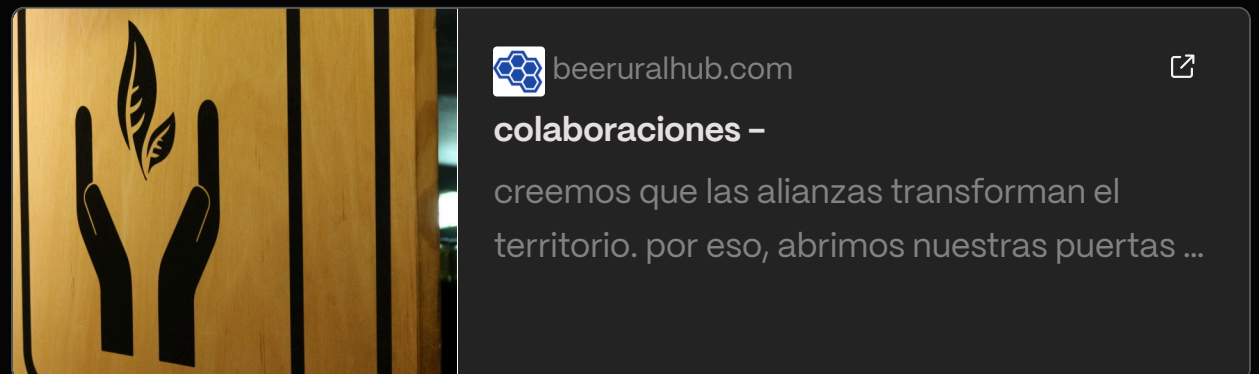 beeruralhub.com
colaboraciones –
creemos que las alianzas transforman el
territorio. por eso, abrimos nuestras puertas ...